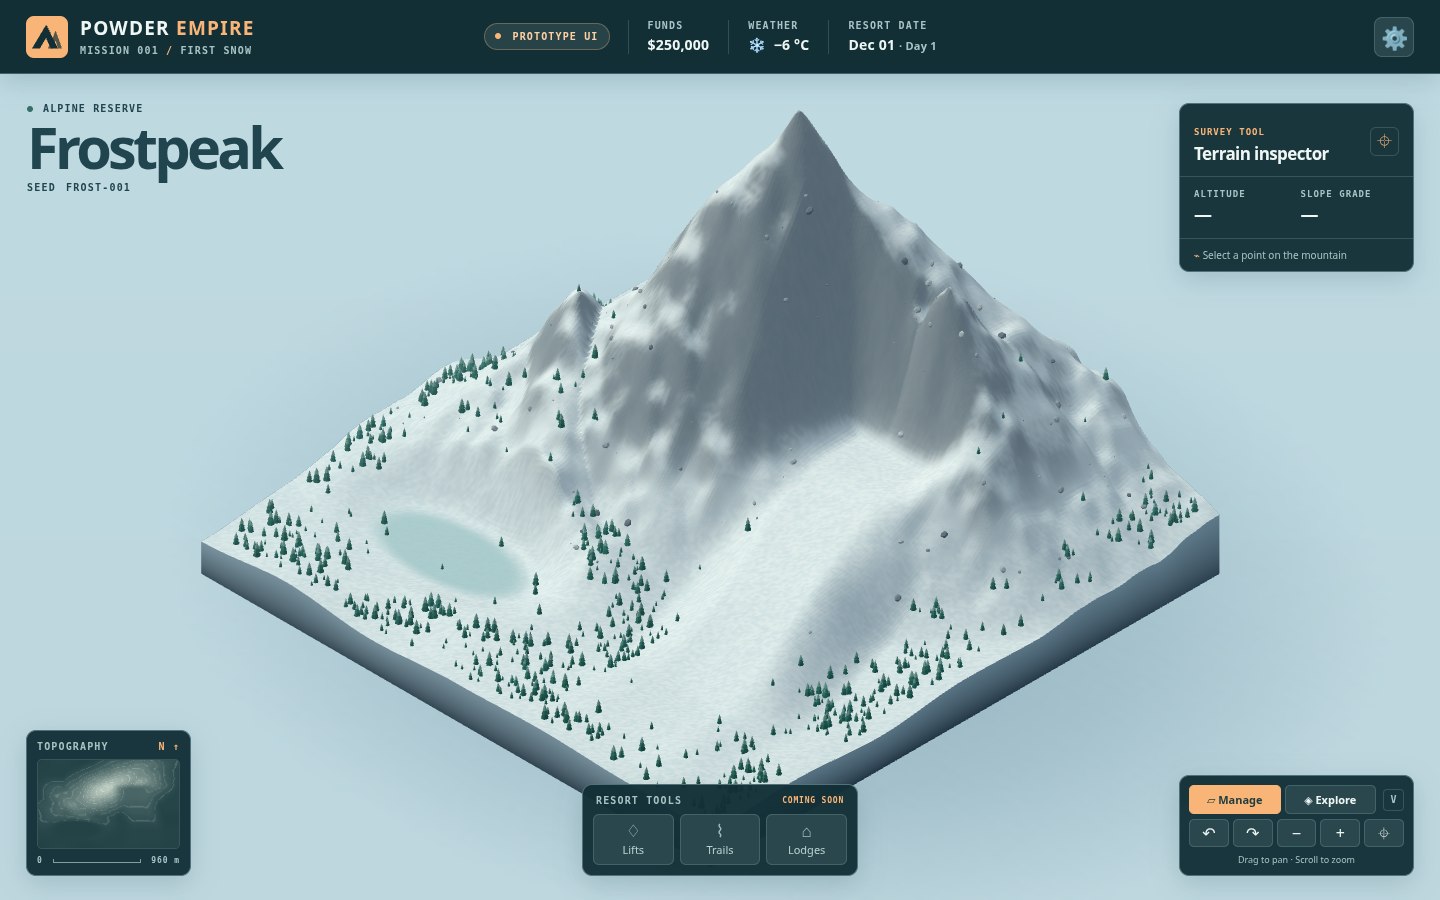 POWDER EMPIRE
MISSION 001 / FIRST SNOW
PROTOTYPE UI
FUNDS
$250,000
WEATHER
−6 °C
RESORT DATE
Dec 01 · Day 1
ALPINE RESERVE
Frostpeak
SEED FROST-001
SURVEY TOOL
Terrain inspector
ALTITUDE
SLOPE GRADE
—
—
Select a point on the mountain
TOPOGRAPHY
N ↑
0
960 m
RESORT TOOLS
COMING SOON
Lifts
Trails
Lodges
Manage
Explore
V
Drag to pan · Scroll to zoom